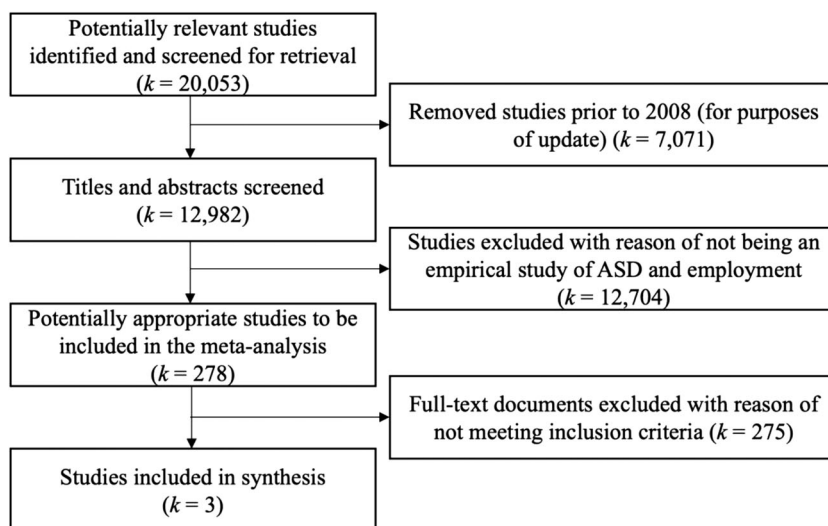 Potentially relevant studies
identified and screened for retrieval
(k = 20,053)
Removed studies prior to 2008 (for purposes
of update) (k = 7,071)
Titles and abstracts screened
(k = 12,982)
Studies excluded with reason of not being an
empirical study of ASD and employment
(k = 12,704)
Potentially appropriate studies to be
included in the meta-analysis
(k = 278)
Full-text documents excluded with reason of
not meeting inclusion criteria (k = 275)
Studies included in synthesis
(k = 3)